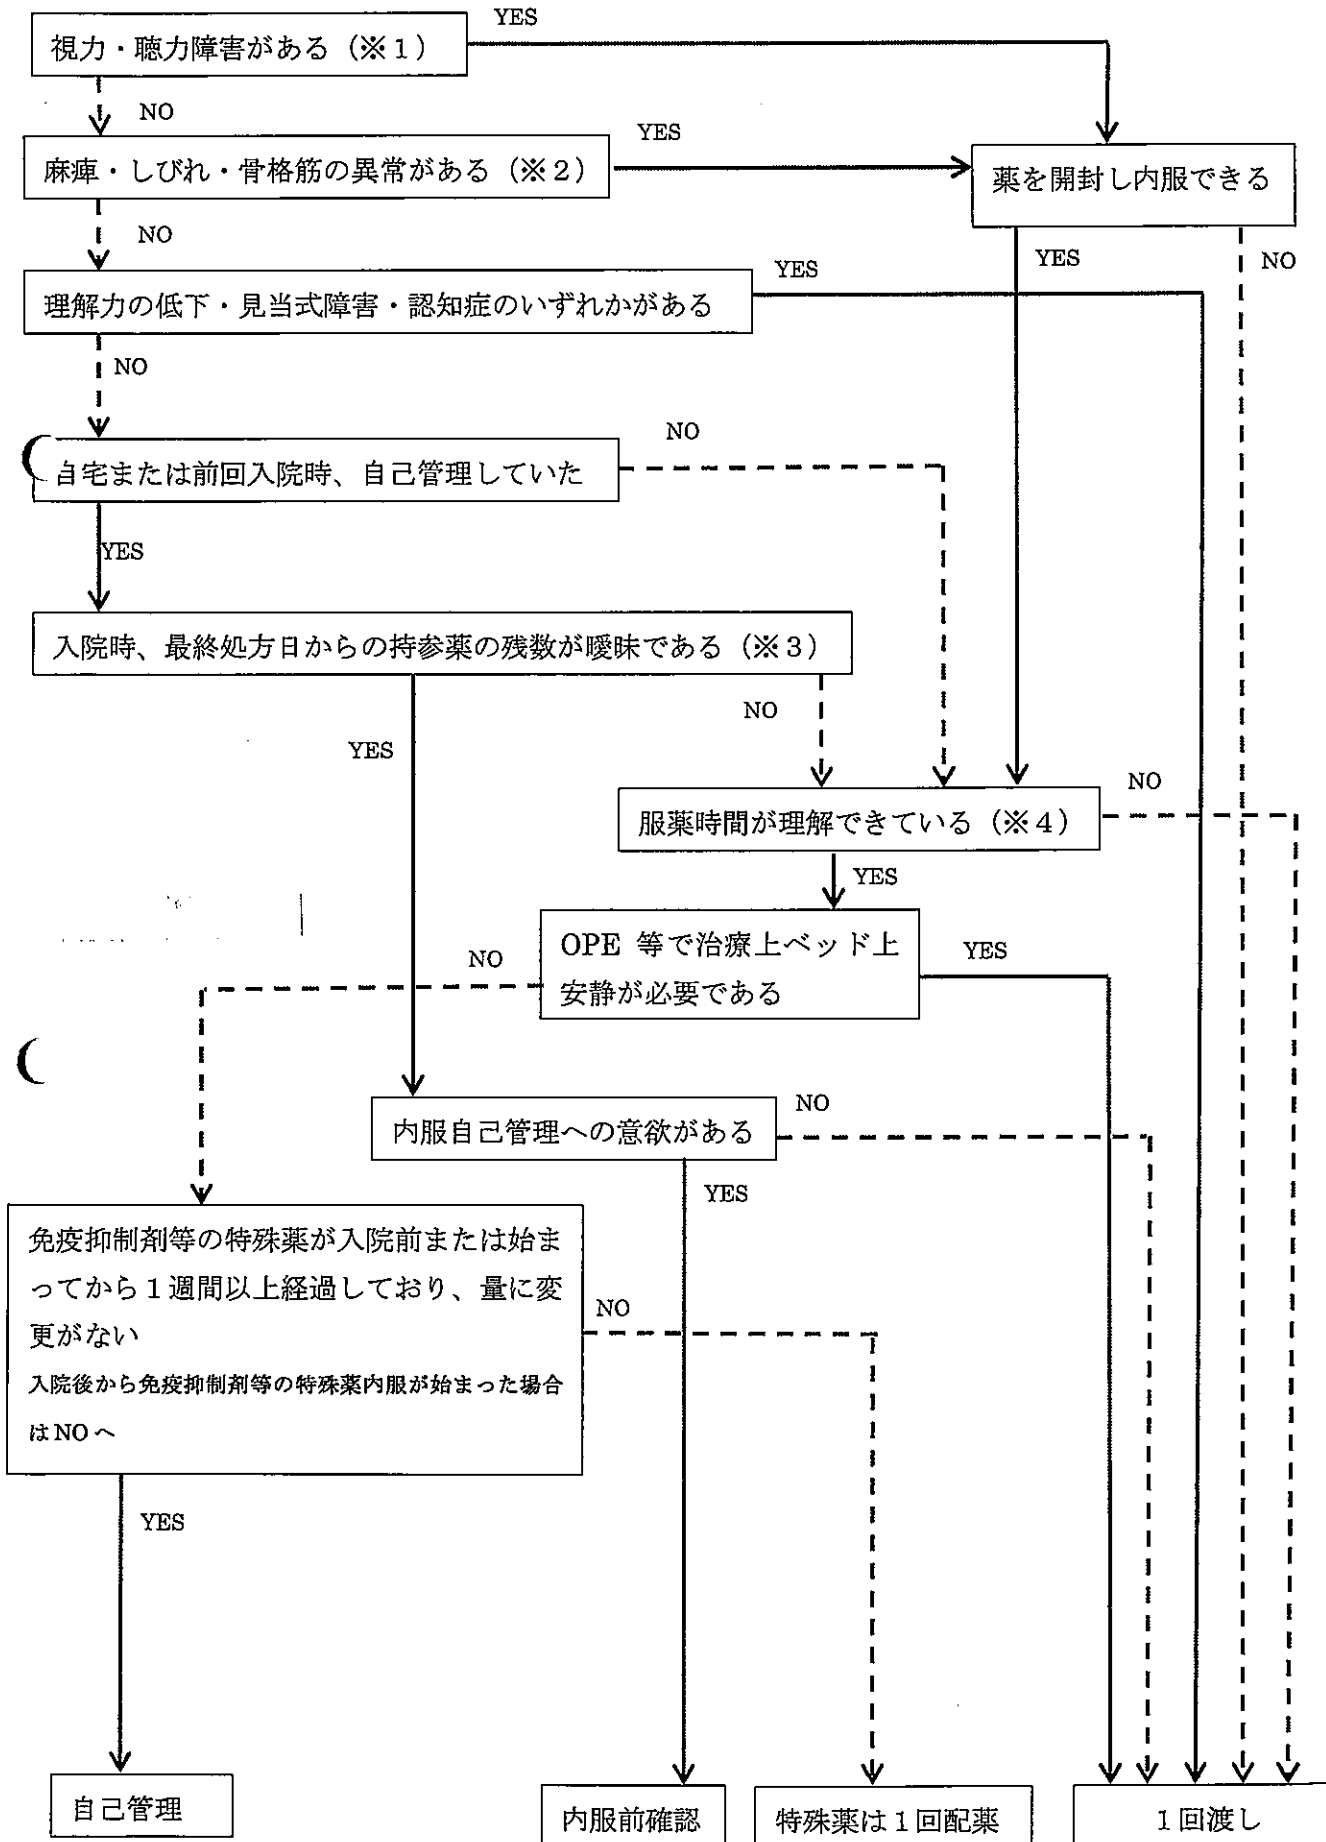 YES
視力・聴力障害がある（※１）
NO
YES
麻痺・しびれ・骨格筋の異常がある（※２）
薬を開封し内服できる
NO
YES
NO
YES
理解力の低下・見当式障害・認知症のいずれかがある
NO
NO
自宅または前回入院時、自己管理していた
YES
入院時、最終処方日からの持参薬の残数が曖昧である（※３）
NO
YES
NO
服薬時間が理解できている（※４）
YES
OPE 等で治療上ベッド上
安静が必要である
YES
NO
NO
内服自己管理への意欲がある
YES
免疫抑制剤等の特殊薬が入院前または始ま
ってから１週間以上経過しており、量に変
更がない
入院後から免疫抑制剤等の特殊薬内服が始まった場合
は NO へ
NO
YES
自己管理
内服前確認
特殊薬は１回配薬
１回渡し